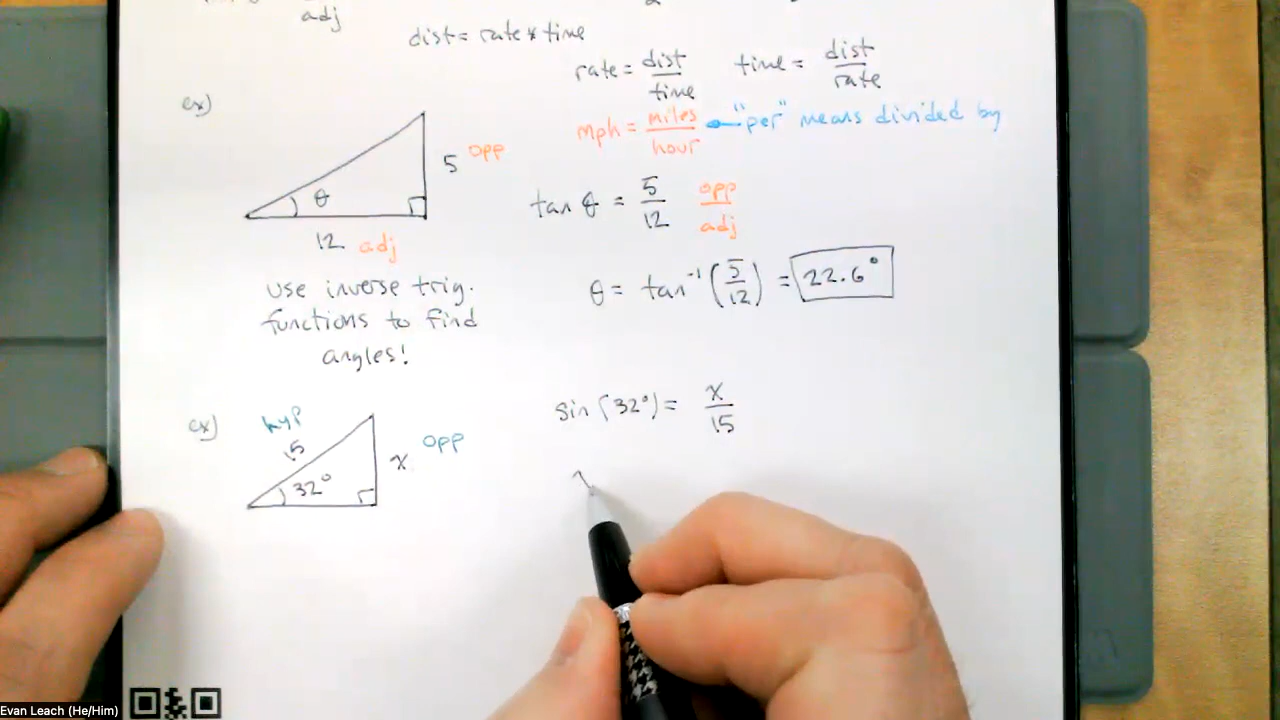 adj
dist = rate * time
rate = dist/time time = dist/rate
ex)
mph = miles/hour "per" means divided by
5 opp
θ
tan θ = 5/12 opp/adj
12 adj
θ = tan⁻¹(5/12) = 22.6°
use inverse trig.
functions to find
angles!
ex) hyp
15
sin(32°) = x/15
x opp
32°
Evan Leach (He/Him)